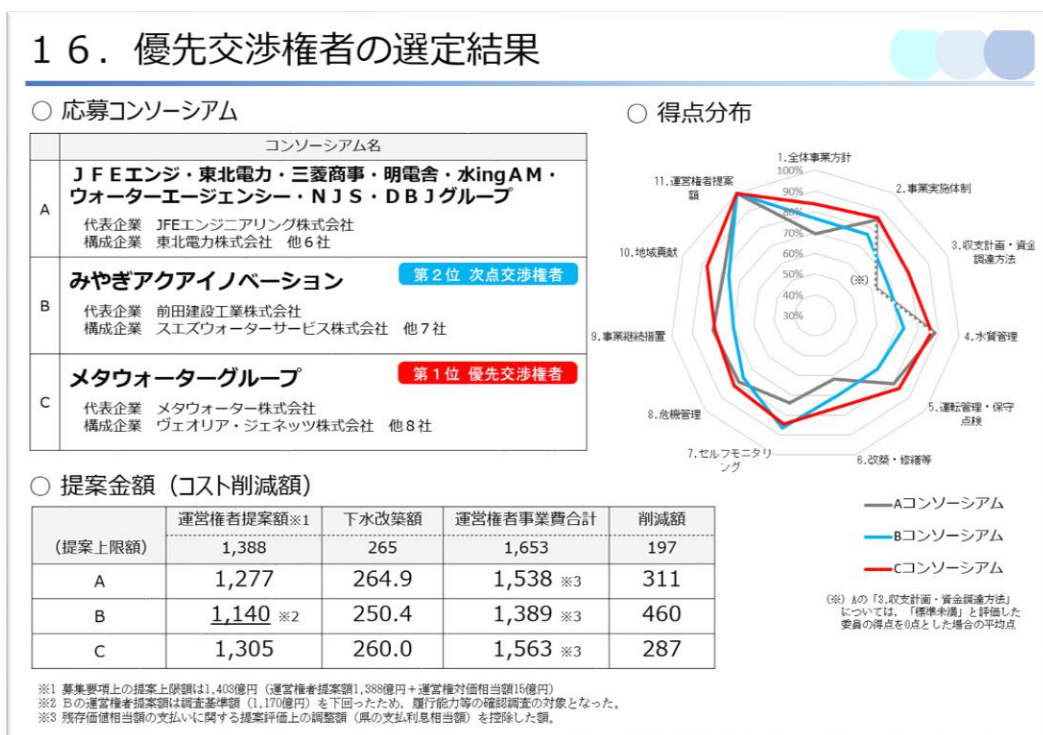 １６．優先交渉権者の選定結果
○ 応募コンソーシアム
コンソーシアム名
A
ＪＦＥエンジ・東北電力・三菱商事・明電舎・水ingＡＭ・
ウォーターエージェンシー・ＮＪＳ・ＤＢＪグループ
代表企業 JFEエンジニアリング株式会社
構成企業 東北電力株式会社 他６社
B
みやぎアクアイノベーション
第２位 次点交渉権者
代表企業 前田建設工業株式会社
構成企業 スエズウォーターサービス株式会社 他７社
C
メタウォーターグループ
第１位 優先交渉権者
代表企業 メタウォーター株式会社
構成企業 ヴェオリア・ジェネッツ株式会社 他８社
○ 得点分布
1.全体事業方針
2.事業実施体制
3.収支計画・資金
調達方法
4.水質管理
5.運転管理・保守
点検
6.改築・修繕等
7.セルフモニタリ
ング
8.危機管理
9.事業継続措置
10.地域貢献
11.運営権者提案
額
100%
90%
80%
70%
60%
50%
40%
30%
(※)
Aコンソーシアム
Bコンソーシアム
Cコンソーシアム
(※) Aの「3.収支計画・資金調達方法」
については、「標準未満」と評価した
委員の得点を0点とした場合の平均点
○ 提案金額（コスト削減額）
運営権者提案額※1 下水改築額 運営権者事業費合計 削減額
(提案上限額) 1,388 265 1,653 197
A 1,277 264.9 1,538 ※3 311
B 1,140 ※2 250.4 1,389 ※3 460
C 1,305 260.0 1,563 ※3 287
※1 募集要項上の提案上限額は1,403億円（運営権者提案額1,388億円＋運営権対価相当額15億円）
※2 Ｂの運営権者提案額は調査基準額（1,170億円）を下回ったため、履行能力等の確認調査の対象となった。
※3 残存価値相当額の支払いに関する提案評価上の調整額（県の支払利息相当額）を控除した額。